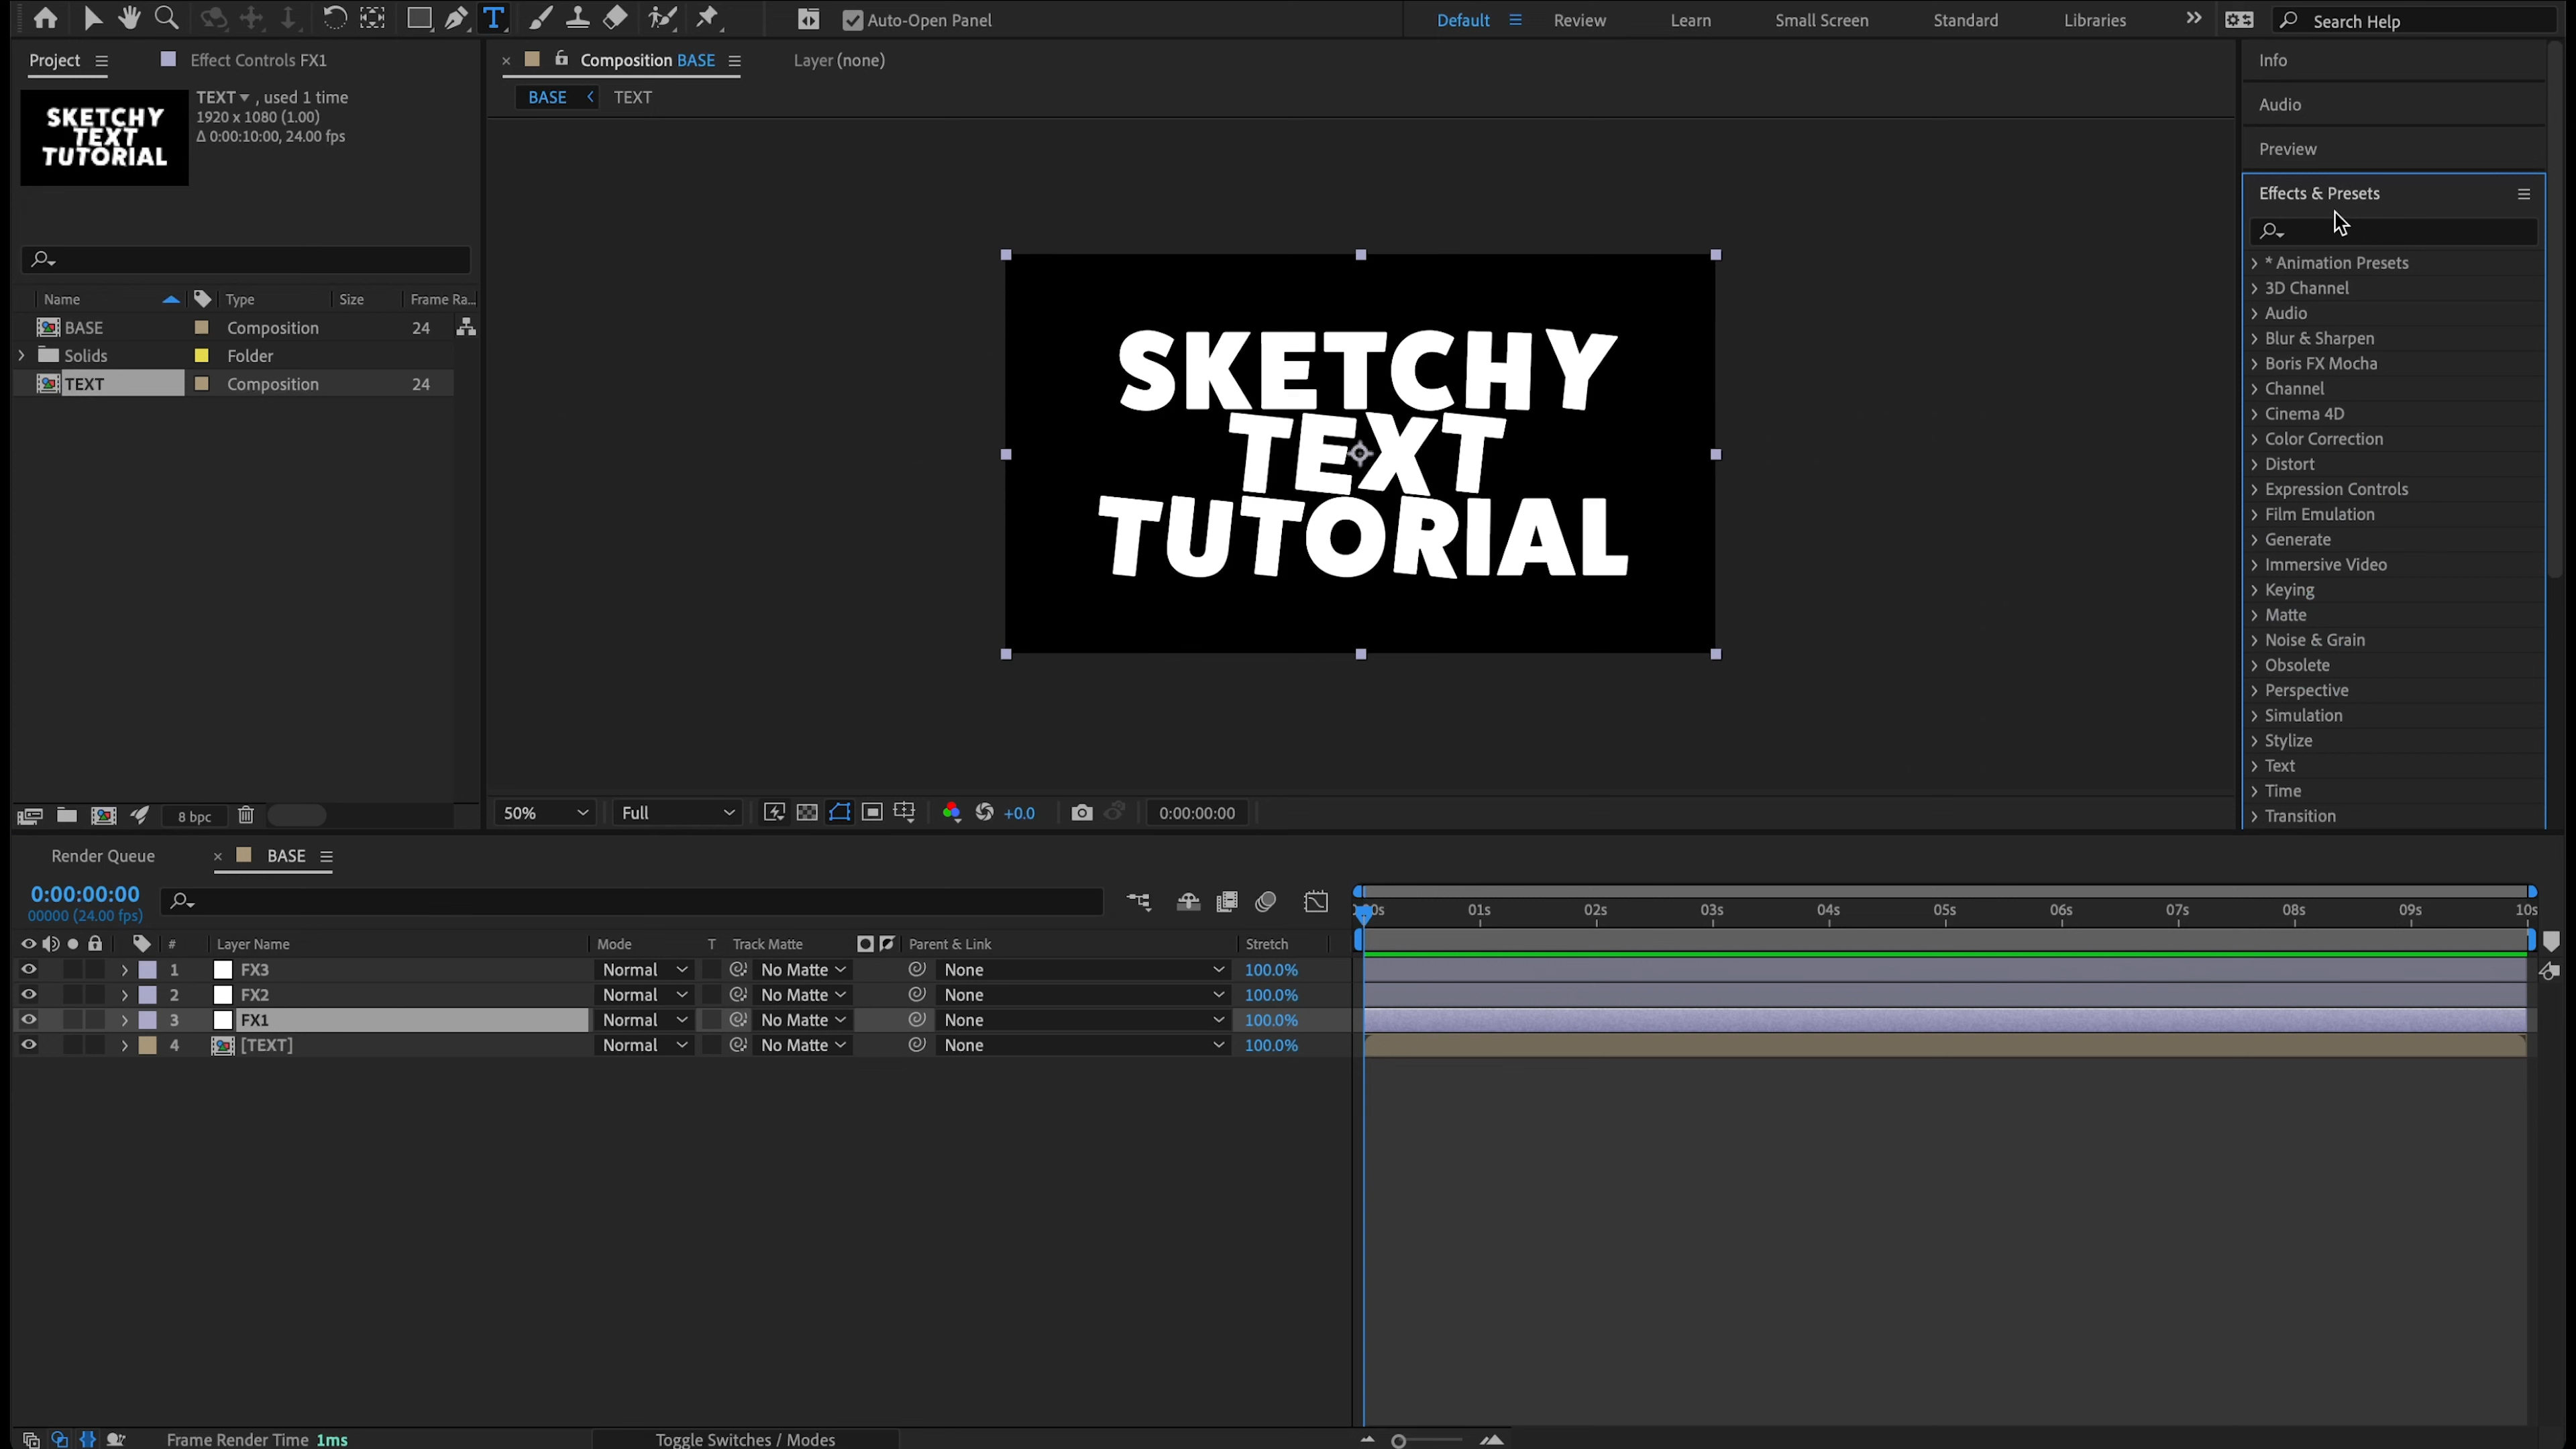 Auto-Open Panel
Default
Review
Learn
Small Screen
Standard
Libraries
Search Help
Project
Effect Controls FX1
Composition BASE
Layer (none)
BASE
TEXT
SKETCHY
TEXT
TUTORIAL
TEXT , used 1 time
1920 x 1080 (1.00)
Δ 0:00:10:00, 24.00 fps
Name
Type
Size
Frame Ra...
BASE Composition 24
Solids Folder
TEXT Composition 24
8 bpc
SKETCHY
TEXT
TUTORIAL
50%
Full
+0.0
0:00:00:00
Info
Audio
Preview
Effects & Presets
* Animation Presets
3D Channel
Audio
Blur & Sharpen
Boris FX Mocha
Channel
Cinema 4D
Color Correction
Distort
Expression Controls
Film Emulation
Generate
Immersive Video
Keying
Matte
Noise & Grain
Obsolete
Perspective
Simulation
Stylize
Text
Time
Transition
Render Queue
BASE
0:00:00:00
00000 (24.00 fps)
01s 02s 03s 04s 05s 06s 07s 08s 09s 10s
# Layer Name Mode T Track Matte Parent & Link Stretch
1 FX3 Normal No Matte None 100.0%
2 FX2 Normal No Matte None 100.0%
3 FX1 Normal No Matte None 100.0%
4 [TEXT] Normal No Matte None 100.0%
Frame Render Time 1ms
Toggle Switches / Modes